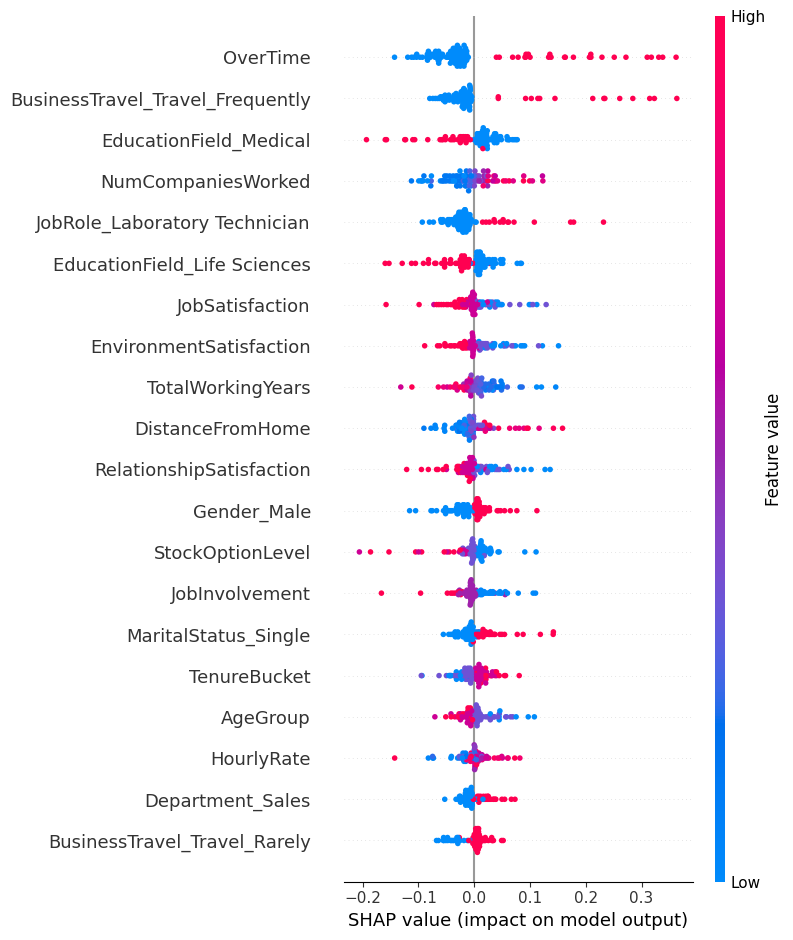 High
OverTime
BusinessTravel_Travel_Frequently
EducationField_Medical
NumCompaniesWorked
JobRole_Laboratory Technician
EducationField_Life Sciences
JobSatisfaction
EnvironmentSatisfaction
TotalWorkingYears
DistanceFromHome
RelationshipSatisfaction
Gender_Male
StockOptionLevel
JobInvolvement
MaritalStatus_Single
TenureBucket
AgeGroup
HourlyRate
Department_Sales
BusinessTravel_Travel_Rarely
Feature value
Low
−0.2 −0.1 0.0 0.1 0.2 0.3
SHAP value (impact on model output)